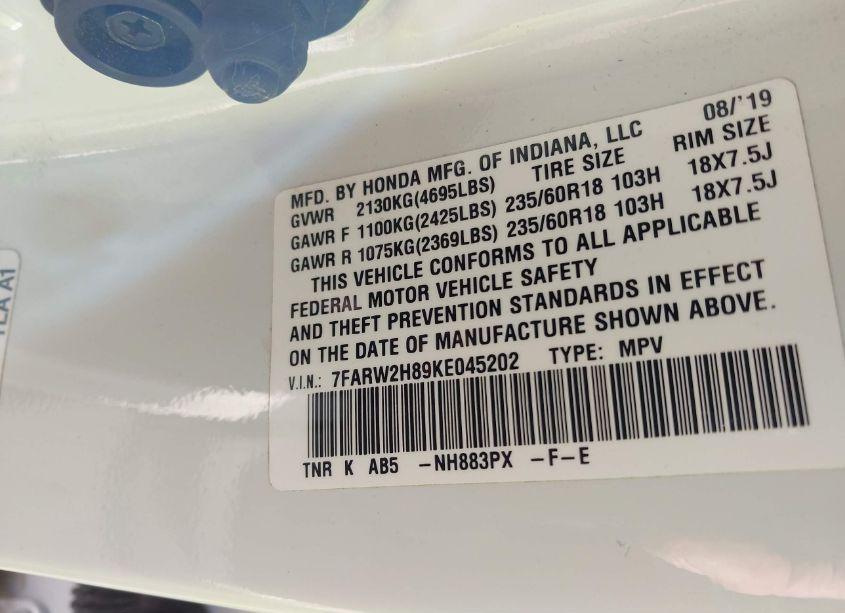 08/'19
MFD. BY HONDA MFG. OF INDIANA, LLC
GVWR 2130KG(4695LBS) TIRE SIZE RIM SIZE
GAWR F 1100KG(2425LBS) 235/60R18 103H 18X7.5J
GAWR R 1075KG(2369LBS) 235/60R18 103H 18X7.5J
THIS VEHICLE CONFORMS TO ALL APPLICABLE
FEDERAL MOTOR VEHICLE SAFETY
AND THEFT PREVENTION STANDARDS IN EFFECT
ON THE DATE OF MANUFACTURE SHOWN ABOVE.
V.I.N.: 7FARW2H89KE045202 TYPE: MPV
TNR K AB5 -NH883PX -F-E
TLA A1